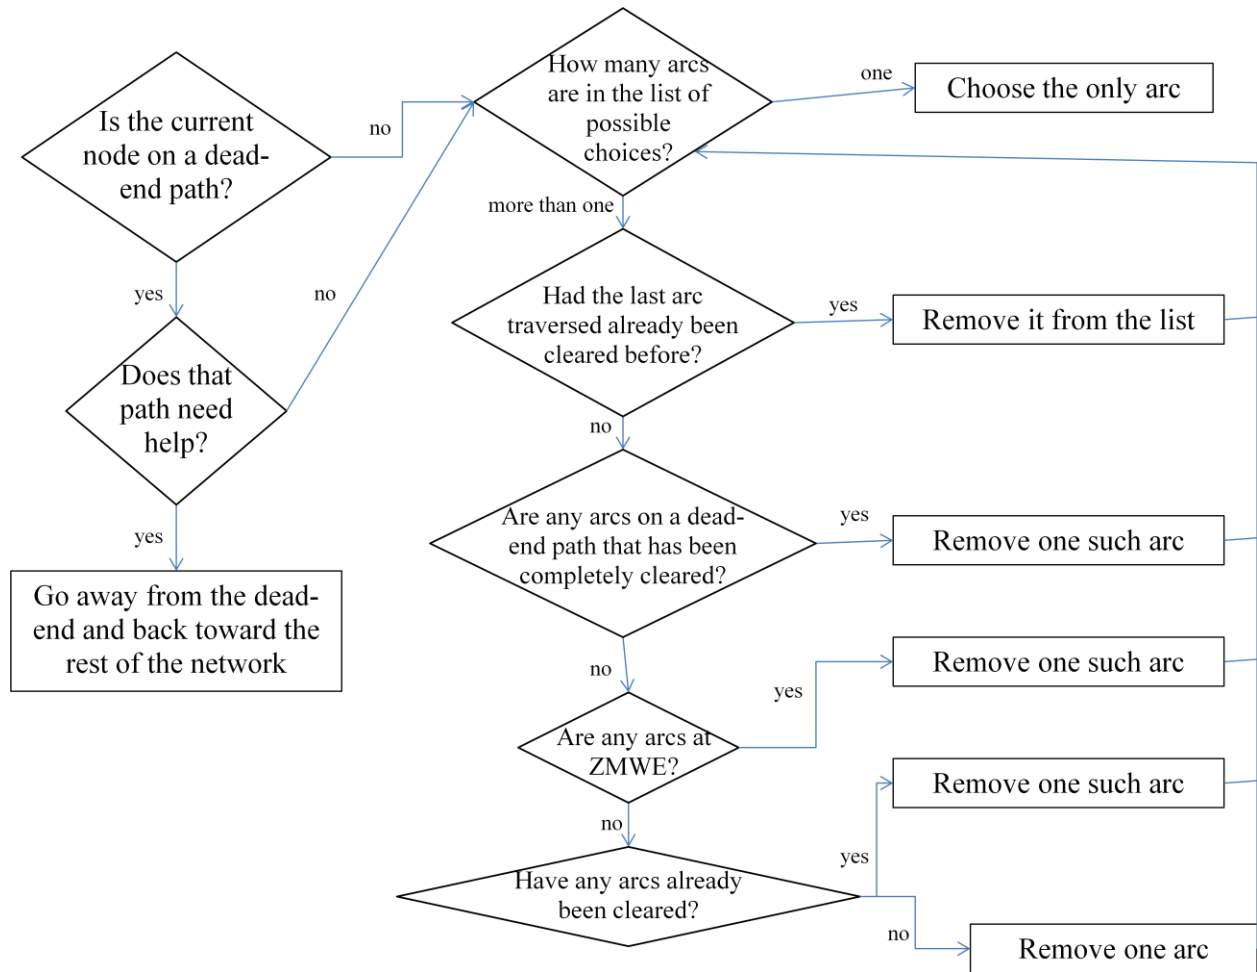 Is the current
node on a dead-
end path?
no
yes
Does that
path need
help?
no
yes
Go away from the dead-
end and back toward the
rest of the network
How many arcs
are in the list of
possible
choices?
one
Choose the only arc
more than one
Had the last arc
traversed already been
cleared before?
yes
Remove it from the list
no
Are any arcs on a dead-
end path that has been
completely cleared?
yes
Remove one such arc
no
Are any arcs at
ZMWE?
yes
Remove one such arc
no
Have any arcs already
been cleared?
yes
Remove one such arc
no
Remove one arc